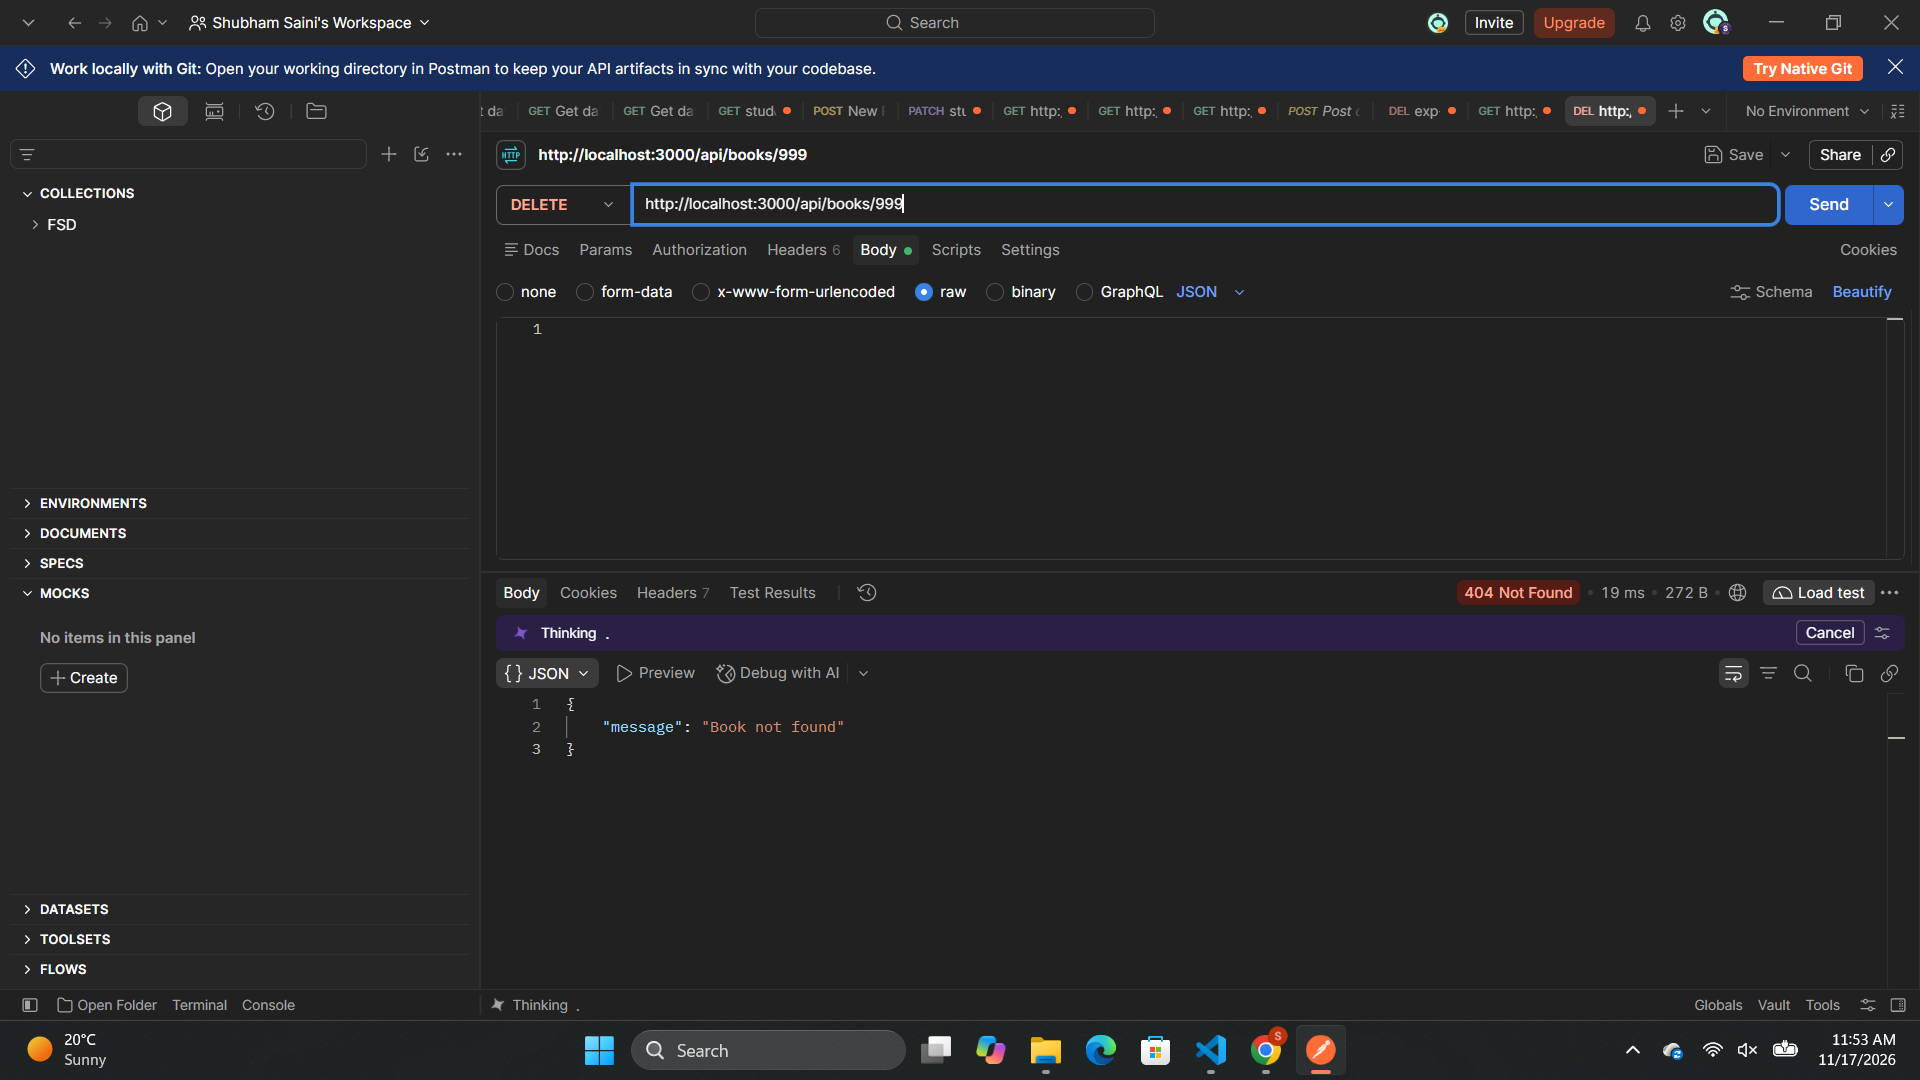 Shubham Saini's Workspace
Search
Invite
Upgrade
S
Work locally with Git: Open your working directory in Postman to keep your API artifacts in sync with your codebase.
Try Native Git
t da
GET Get da
GET Get da
GET stud
POST New
PATCH stu
GET http:
GET http:
GET http:
POST Post
DEL exp
GET http:
DEL http:
No Environment
COLLECTIONS
FSD
ENVIRONMENTS
DOCUMENTS
SPECS
MOCKS
No items in this panel
Create
DATASETS
TOOLSETS
FLOWS
HTTP
http://localhost:3000/api/books/999
Save
Share
DELETE
http://localhost:3000/api/books/999
Send
Docs
Params
Authorization
Headers 6
Body
Scripts
Settings
Cookies
none
form-data
x-www-form-urlencoded
raw
binary
GraphQL
JSON
Schema
Beautify
1
Body
Cookies
Headers 7
Test Results
404 Not Found
19 ms
272 B
Load test
Thinking .
Cancel
{} JSON
Preview
Debug with AI
1 {
2 "message": "Book not found"
3 }
Open Folder
Terminal
Console
Thinking .
Globals
Vault
Tools
20°C
Sunny
Search
S
11:53 AM
11/17/2026